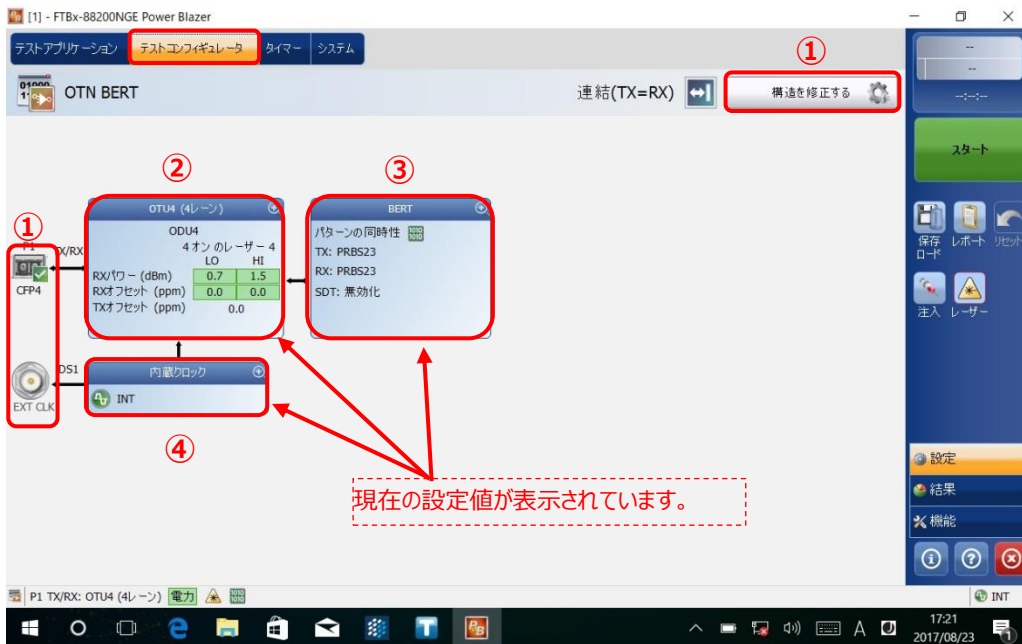 [1] - FTBx-88200NGE Power Blazer
テストアプリケーション テストコンフィギュレータ タイマー システム
①
OTN BERT
連結(TX=RX)
構造を修正する
--
--
--:--:--
スタート
保存
ロード
レポート
リセット
注入
レーザー
②
③
①
P1
TX/RX
CFP4
OTU4 (4レーン)
ODU4
4オン のレーザー 4
LO HI
RXパワー (dBm) 0.7 1.5
RXオフセット (ppm) 0.0 0.0
TXオフセット (ppm) 0.0
BERT
パターンの同時性
TX: PRBS23
RX: PRBS23
SDT: 無効化
DS1
EXT CLK
内蔵クロック
INT
④
現在の設定値が表示されています。
設定
結果
機能
P1 TX/RX: OTU4 (4レーン) 電力
INT
A
17:21
2017/08/23